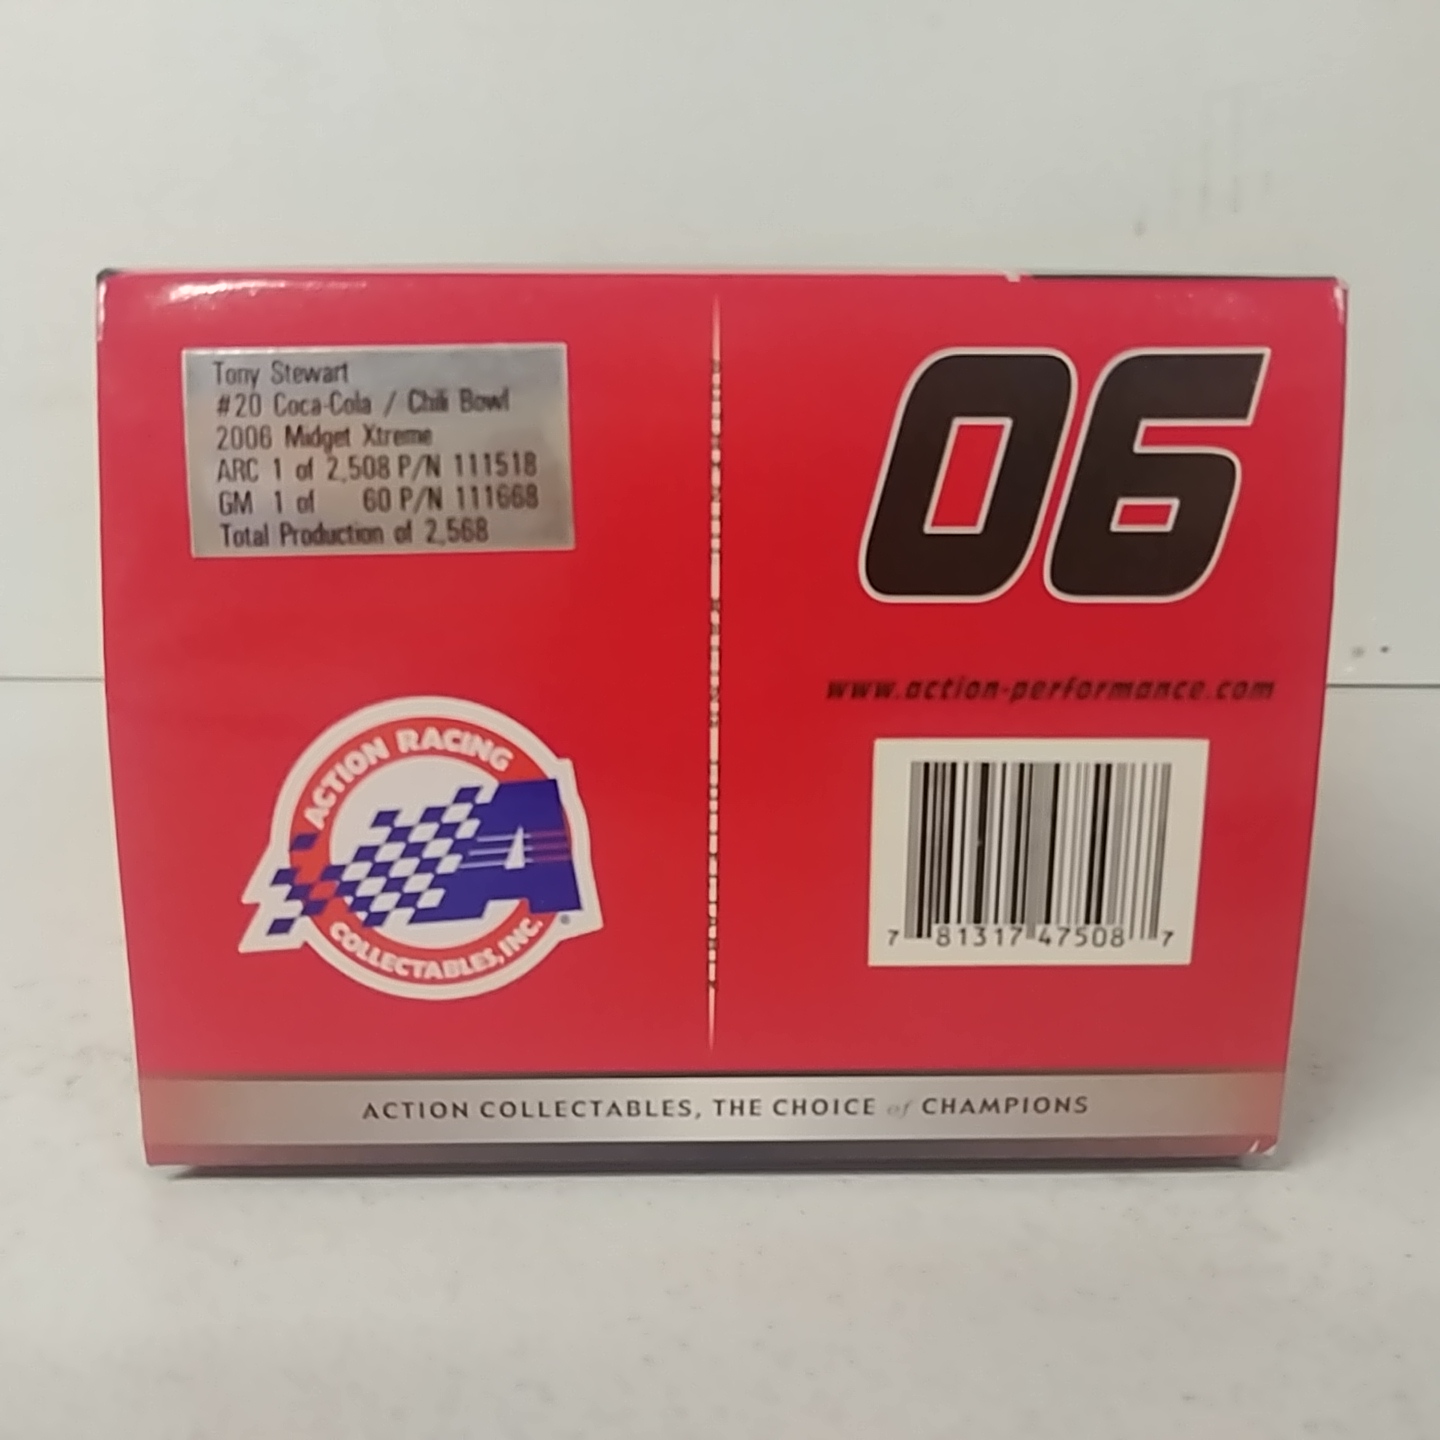 Tony Stewart
#20 Coca-Cola / Chili Bowl
2006 Midget Xtreme
ARC 1 of 2,508 P/N 111518
GM 1 of 60 P/N 111668
Total Production of 2,568
06
www.action-performance.com
ACTION RACING
A
COLLECTABLES, INC.
®
7 81317 47508 7
ACTION COLLECTABLES, THE CHOICE of CHAMPIONS